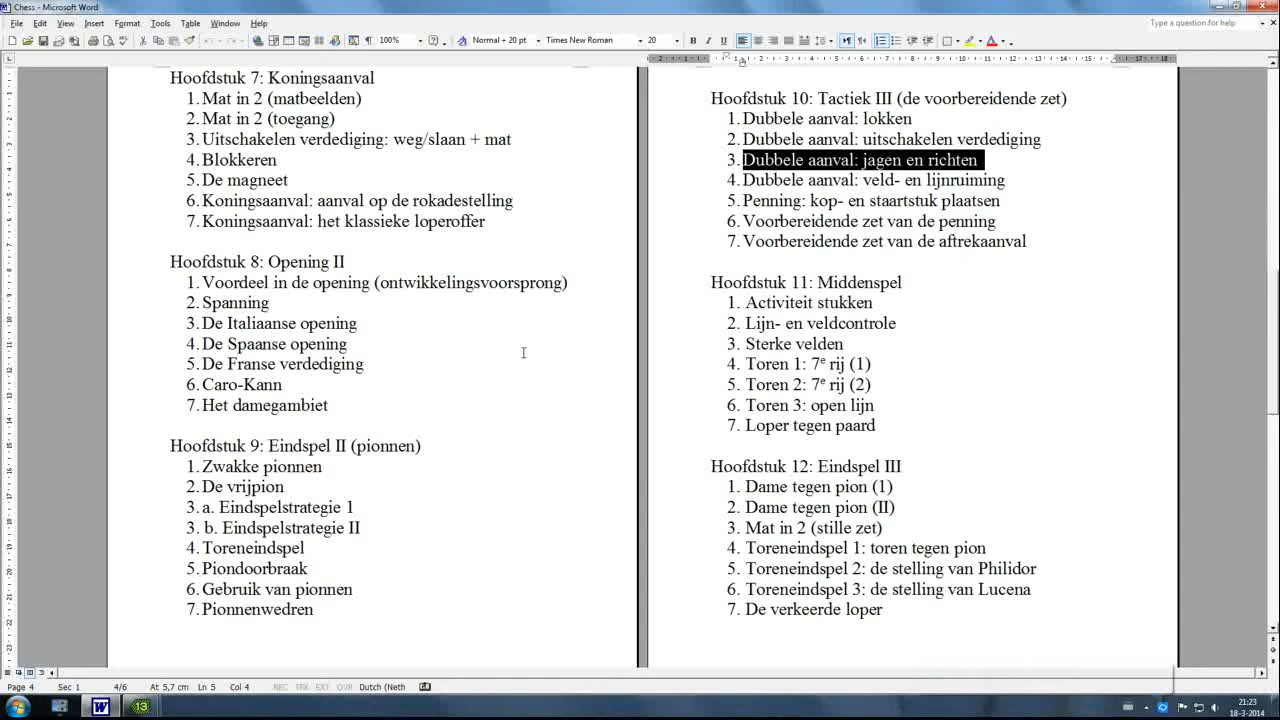 Chess - Microsoft Word
File Edit View Insert Format Tools Table Window Help
Type a question for help
100% Normal + 20 pt Times New Roman 20 B I U
Hoofdstuk 7: Koningsaanval
1. Mat in 2 (matbeelden)
2. Mat in 2 (toegang)
3. Uitschakelen verdediging: weg/slaan + mat
4. Blokkeren
5. De magneet
6. Koningsaanval: aanval op de rokadestelling
7. Koningsaanval: het klassieke loperoffer
Hoofdstuk 8: Opening II
1. Voordeel in de opening (ontwikkelingsvoorsprong)
2. Spanning
3. De Italiaanse opening
4. De Spaanse opening
5. De Franse verdediging
6. Caro-Kann
7. Het damegambiet
Hoofdstuk 9: Eindspel II (pionnen)
1. Zwakke pionnen
2. De vrijpion
3. a. Eindspelstrategie 1
3. b. Eindspelstrategie II
4. Toreneindspel
5. Piondoorbraak
6. Gebruik van pionnen
7. Pionnenwedren
Hoofdstuk 10: Tactiek III (de voorbereidende zet)
1. Dubbele aanval: lokken
2. Dubbele aanval: uitschakelen verdediging
3. Dubbele aanval: jagen en richten
4. Dubbele aanval: veld- en lijnruiming
5. Penning: kop- en staartstuk plaatsen
6. Voorbereidende zet van de penning
7. Voorbereidende zet van de aftrekaanval
Hoofdstuk 11: Middenspel
1. Activiteit stukken
2. Lijn- en veldcontrole
3. Sterke velden
4. Toren 1: 7e rij (1)
5. Toren 2: 7e rij (2)
6. Toren 3: open lijn
7. Loper tegen paard
Hoofdstuk 12: Eindspel III
1. Dame tegen pion (1)
2. Dame tegen pion (II)
3. Mat in 2 (stille zet)
4. Toreneindspel 1: toren tegen pion
5. Toreneindspel 2: de stelling van Philidor
6. Toreneindspel 3: de stelling van Lucena
7. De verkeerde loper
Page 4 Sec 1 4/6 At 5,7 cm Ln 5 Col 4 REC TRK EXT OVR Dutch (Neth
21:23
18-3-2014